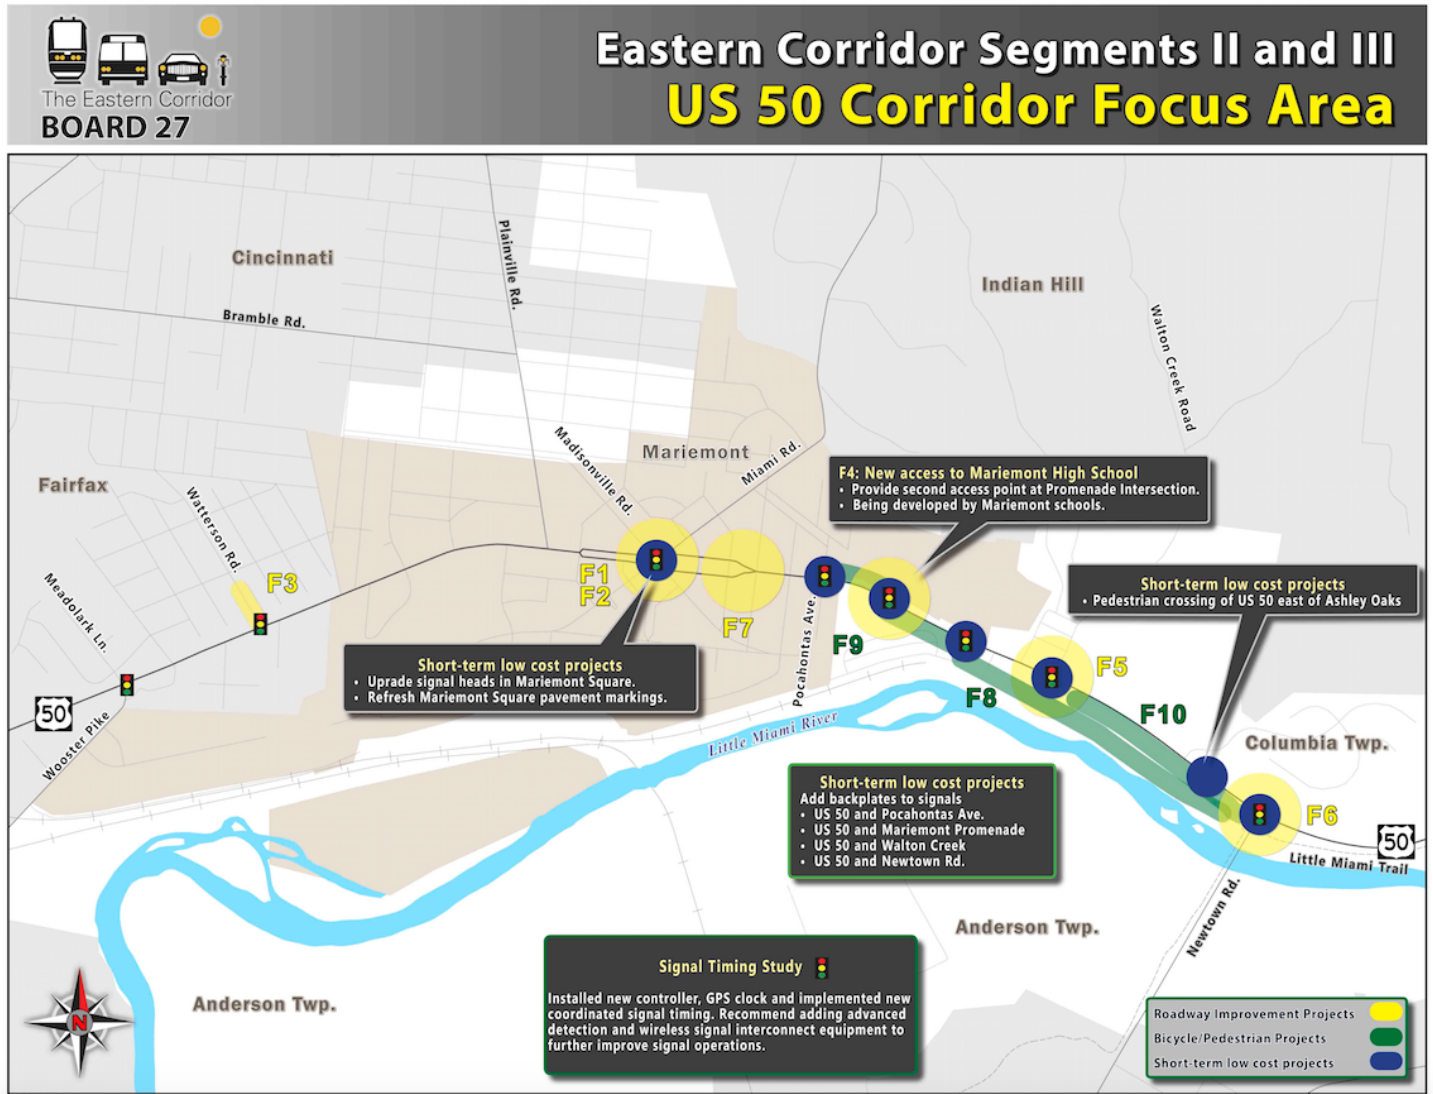 The Eastern Corridor
BOARD 27
Eastern Corridor Segments II and III
US 50 Corridor Focus Area
Cincinnati
Plainville Rd.
Indian Hill
Bramble Rd.
Walton Creek Road
Madisonville Rd.
Mariemont
Miami Rd.
Fairfax
Watterson Rd.
F4: New access to Mariemont High School
• Provide second access point at Promenade Intersection.
• Being developed by Mariemont schools.
Meadolark Ln.
F3
F1
F2
F7
Short-term low cost projects
• Pedestrian crossing of US 50 east of Ashley Oaks
Pocahontas Ave.
F9
F5
Short-term low cost projects
• Uprade signal heads in Mariemont Square.
• Refresh Mariemont Square pavement markings.
F8
F10
50
Wooster Pike
Little Miami River
Columbia Twp.
Short-term low cost projects
Add backplates to signals
• US 50 and Pocahontas Ave.
• US 50 and Mariemont Promenade
• US 50 and Walton Creek
• US 50 and Newtown Rd.
F6
50
Little Miami Trail
Newtown Rd.
Anderson Twp.
Anderson Twp.
Signal Timing Study
Installed new controller, GPS clock and implemented new
coordinated signal timing. Recommend adding advanced
detection and wireless signal interconnect equipment to
further improve signal operations.
N
Roadway Improvement Projects
Bicycle/Pedestrian Projects
Short-term low cost projects